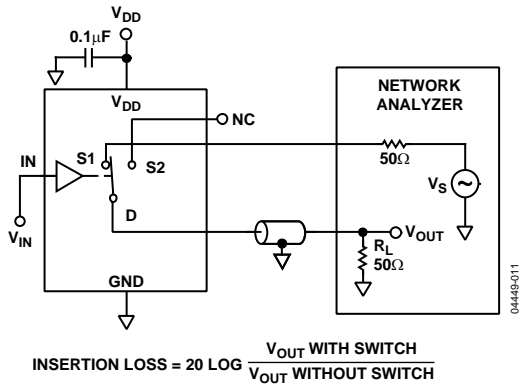 VDD
0.1µF
VDD
NETWORK
ANALYZER
NC
S1
S2
IN
50Ω
VS
D
VIN
VOUT
RL
50Ω
GND
04449-011
INSERTION LOSS = 20 LOG VOUT WITH SWITCH
VOUT WITHOUT SWITCH